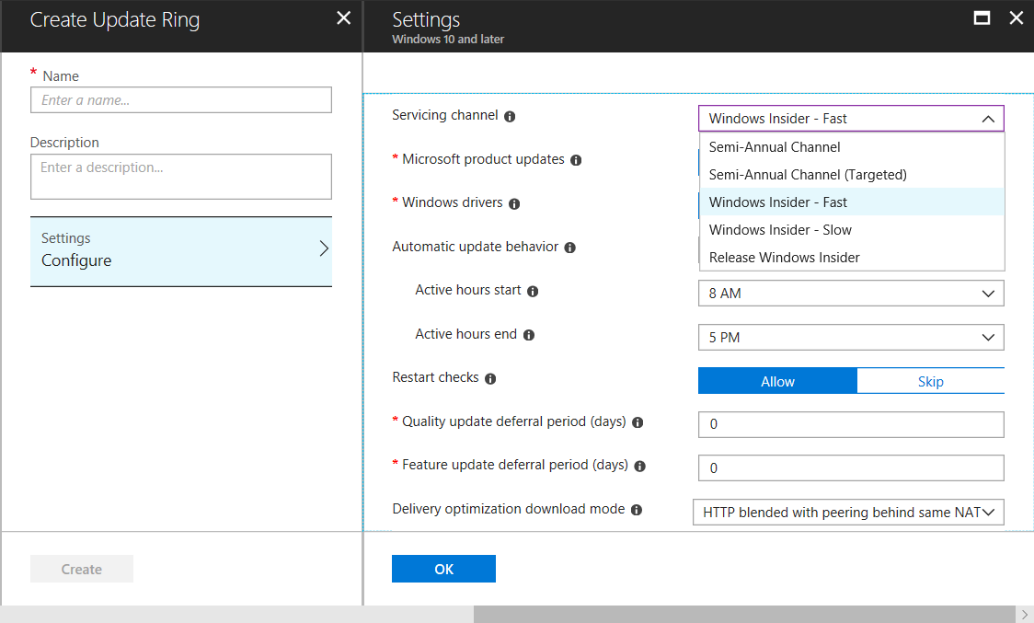 Create Update Ring
* Name
Enter a name...
Description
Enter a description...
Settings
Configure
Create
Settings
Windows 10 and later
Servicing channel
Windows Insider - Fast
Semi-Annual Channel
Semi-Annual Channel (Targeted)
Windows Insider - Fast
Windows Insider - Slow
Release Windows Insider
* Microsoft product updates
* Windows drivers
Automatic update behavior
Active hours start
8 AM
Active hours end
5 PM
Restart checks
Allow Skip
* Quality update deferral period (days)
0
* Feature update deferral period (days)
0
Delivery optimization download mode
HTTP blended with peering behind same NAT
OK